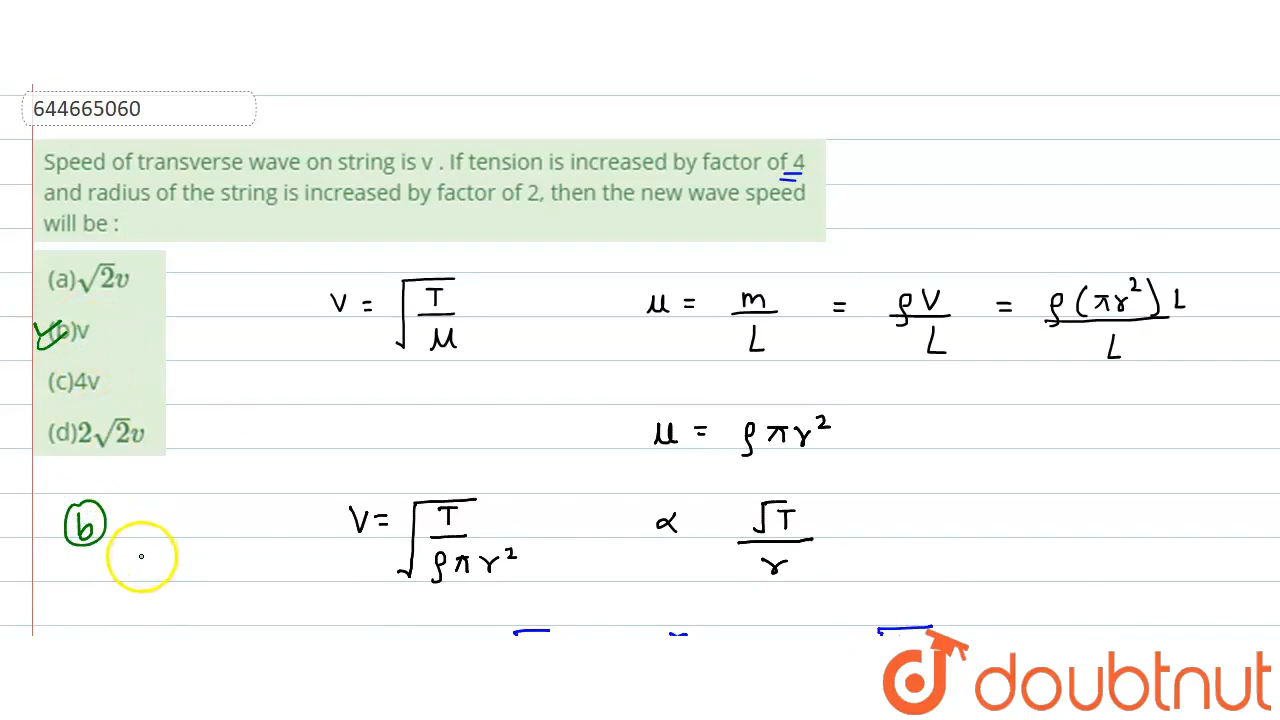 644665060
Speed of transverse wave on string is v . If tension is increased by factor of 4
and radius of the string is increased by factor of 2, then the new wave speed
will be :
(a)√2v
(b)v
(c)4v
(d)2√2v
V = √(T/μ)
μ = m/L = ρV/L = ρ(πr²)L/L
μ = ρπr²
b
V = √(T/ρπr²) ∝ √T/r
doubtnut